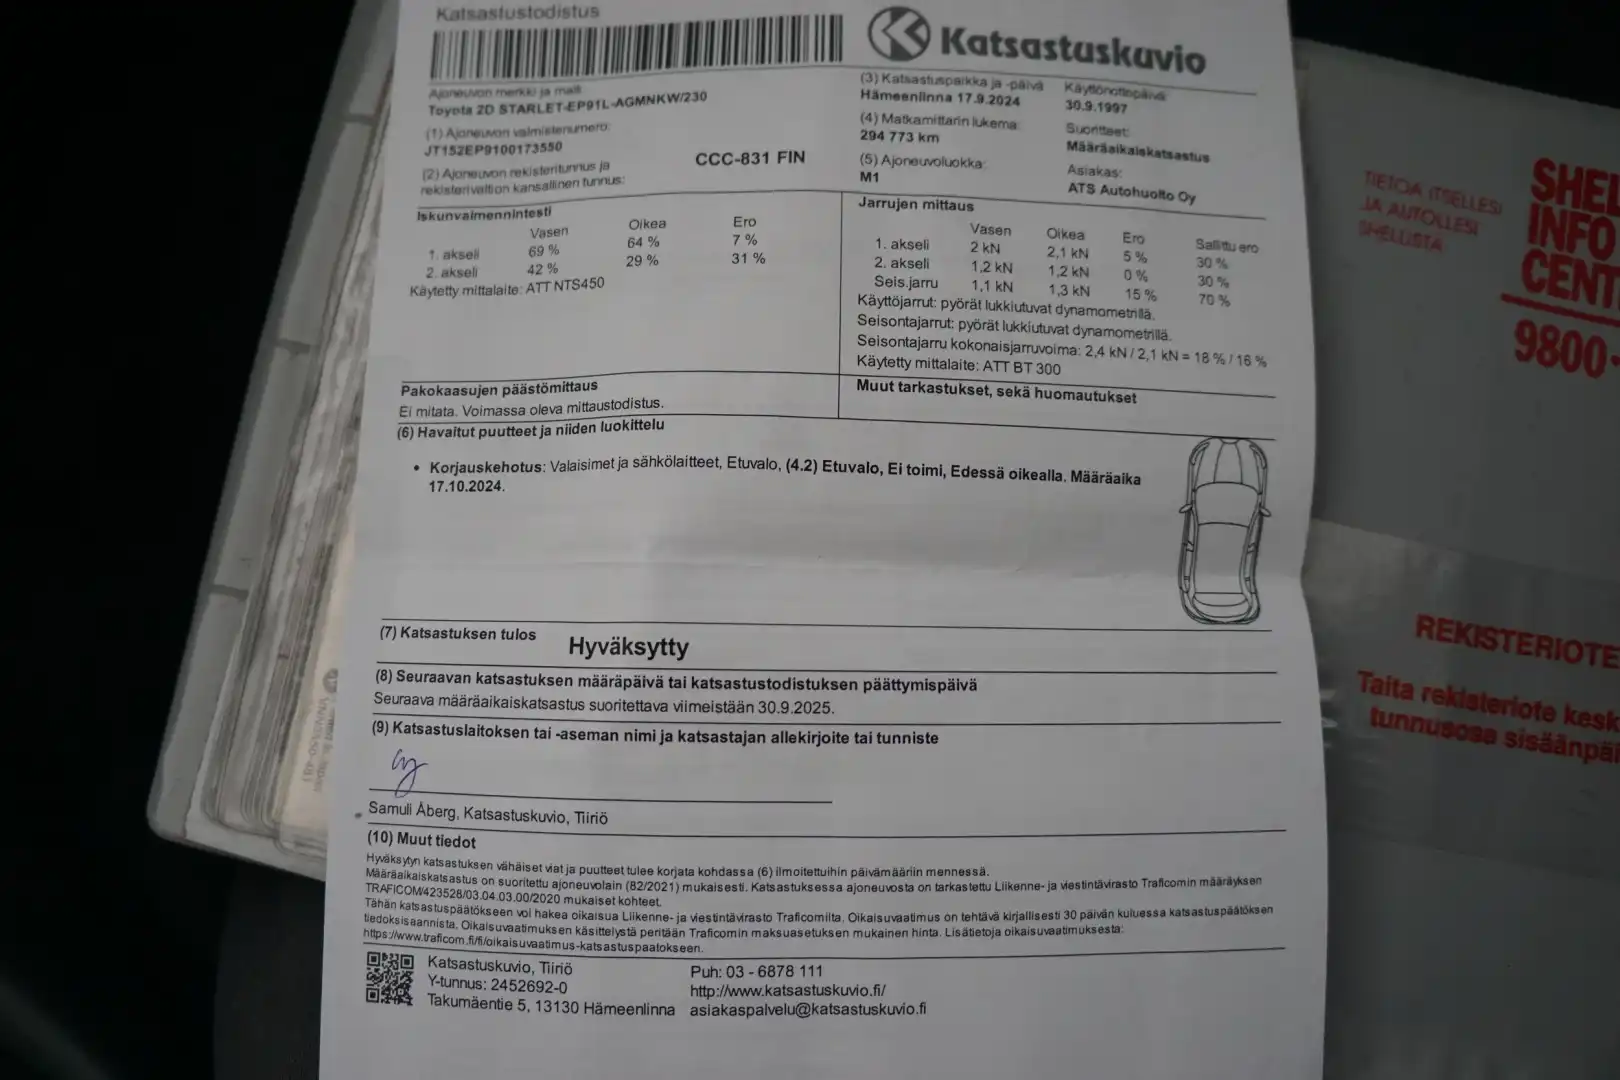 Katsastustodistus
Katsastuskuvio
Ajoneuvon merkki ja malli
Toyota 2D STARLET-EP91L-AGMNKW/230
(1) Ajoneuvon valmistenumero:
JT152EP9100173550
(2) Ajoneuvon rekisteritunnus ja
rekisterivaltion kansallinen tunnus:
CCC-831 FIN
(3) Katsastuspaikka ja -päivä
Hämeenlinna 17.9.2024
(4) Matkamittarin lukema:
294 773 km
(5) Ajoneuvoluokka:
M1
Käyttöönottopäivä:
30.9.1997
Suoritteet:
Määräaikaiskatsastus
Asiakas:
ATS Autohuolto Oy
Iskunvaimennintesti
Vasen Oikea Ero
1. akseli 69 % 64 % 7 %
2. akseli 42 % 29 % 31 %
Käytetty mittalaite: ATT NTS450
Jarrujen mittaus
Vasen Oikea Ero Sallittu ero
1. akseli 2 kN 2,1 kN 5 % 30 %
2. akseli 1,2 kN 1,2 kN 0 % 30 %
Seis.jarru 1,1 kN 1,3 kN 15 % 70 %
Käyttöjarrut: pyörät lukkiutuvat dynamometrillä.
Seisontajarrut: pyörät lukkiutuvat dynamometrillä.
Seisontajarru kokonaisjarruvoima: 2,4 kN / 2,1 kN = 18 % / 16 %
Käytetty mittalaite: ATT BT 300
Pakokaasujen päästömittaus
Ei mitata. Voimassa oleva mittaustodistus.
Muut tarkastukset, sekä huomautukset
(6) Havaitut puutteet ja niiden luokittelu
• Korjauskehotus: Valaisimet ja sähkölaitteet, Etuvalo, (4.2) Etuvalo, Ei toimi, Edessä oikealla. Määräaika
17.10.2024.
(7) Katsastuksen tulos Hyväksytty
(8) Seuraavan katsastuksen määräpäivä tai katsastustodistuksen päättymispäivä
Seuraava määräaikaiskatsastus suoritettava viimeistään 30.9.2025.
(9) Katsastuslaitoksen tai -aseman nimi ja katsastajan allekirjoite tai tunniste
Samuli Åberg, Katsastuskuvio, Tiiriö
(10) Muut tiedot
Hyväksytyn katsastuksen vähäiset viat ja puutteet tulee korjata kohdassa (6) ilmoitettuihin päivämääriin mennessä.
Määräaikaiskatsastus on suoritettu ajoneuvolain (82/2021) mukaisesti. Katsastuksessa ajoneuvosta on tarkastettu Liikenne- ja viestintävirasto Traficomin määräyksen
TRAFICOM/423528/03.04.03.00/2020 mukaiset kohteet.
Tähän katsastuspäätökseen voi hakea oikaisua Liikenne- ja viestintävirasto Traficomilta. Oikaisuvaatimus on tehtävä kirjallisesti 30 päivän kuluessa katsastuspäätöksen
tiedoksisaannista. Oikaisuvaatimuksen käsittelystä peritään Traficomin maksuasetuksen mukainen hinta. Lisätietoja oikaisuvaatimuksesta:
https://www.traficom.fi/fi/oikaisuvaatimus-katsastuspaatokseen.
Katsastuskuvio, Tiiriö
Y-tunnus: 2452692-0
Takumäentie 5, 13130 Hämeenlinna
Puh: 03 - 6878 111
http://www.katsastuskuvio.fi/
asiakaspalvelu@katsastuskuvio.fi
TIETOA ITSELLESI
JA AUTOLLESI
SHELLISTÄ
SHEL
INFO
CENT
9800-
REKISTERIOTE
Taita rekisteriote kesk
tunnusosa sisäänpäi